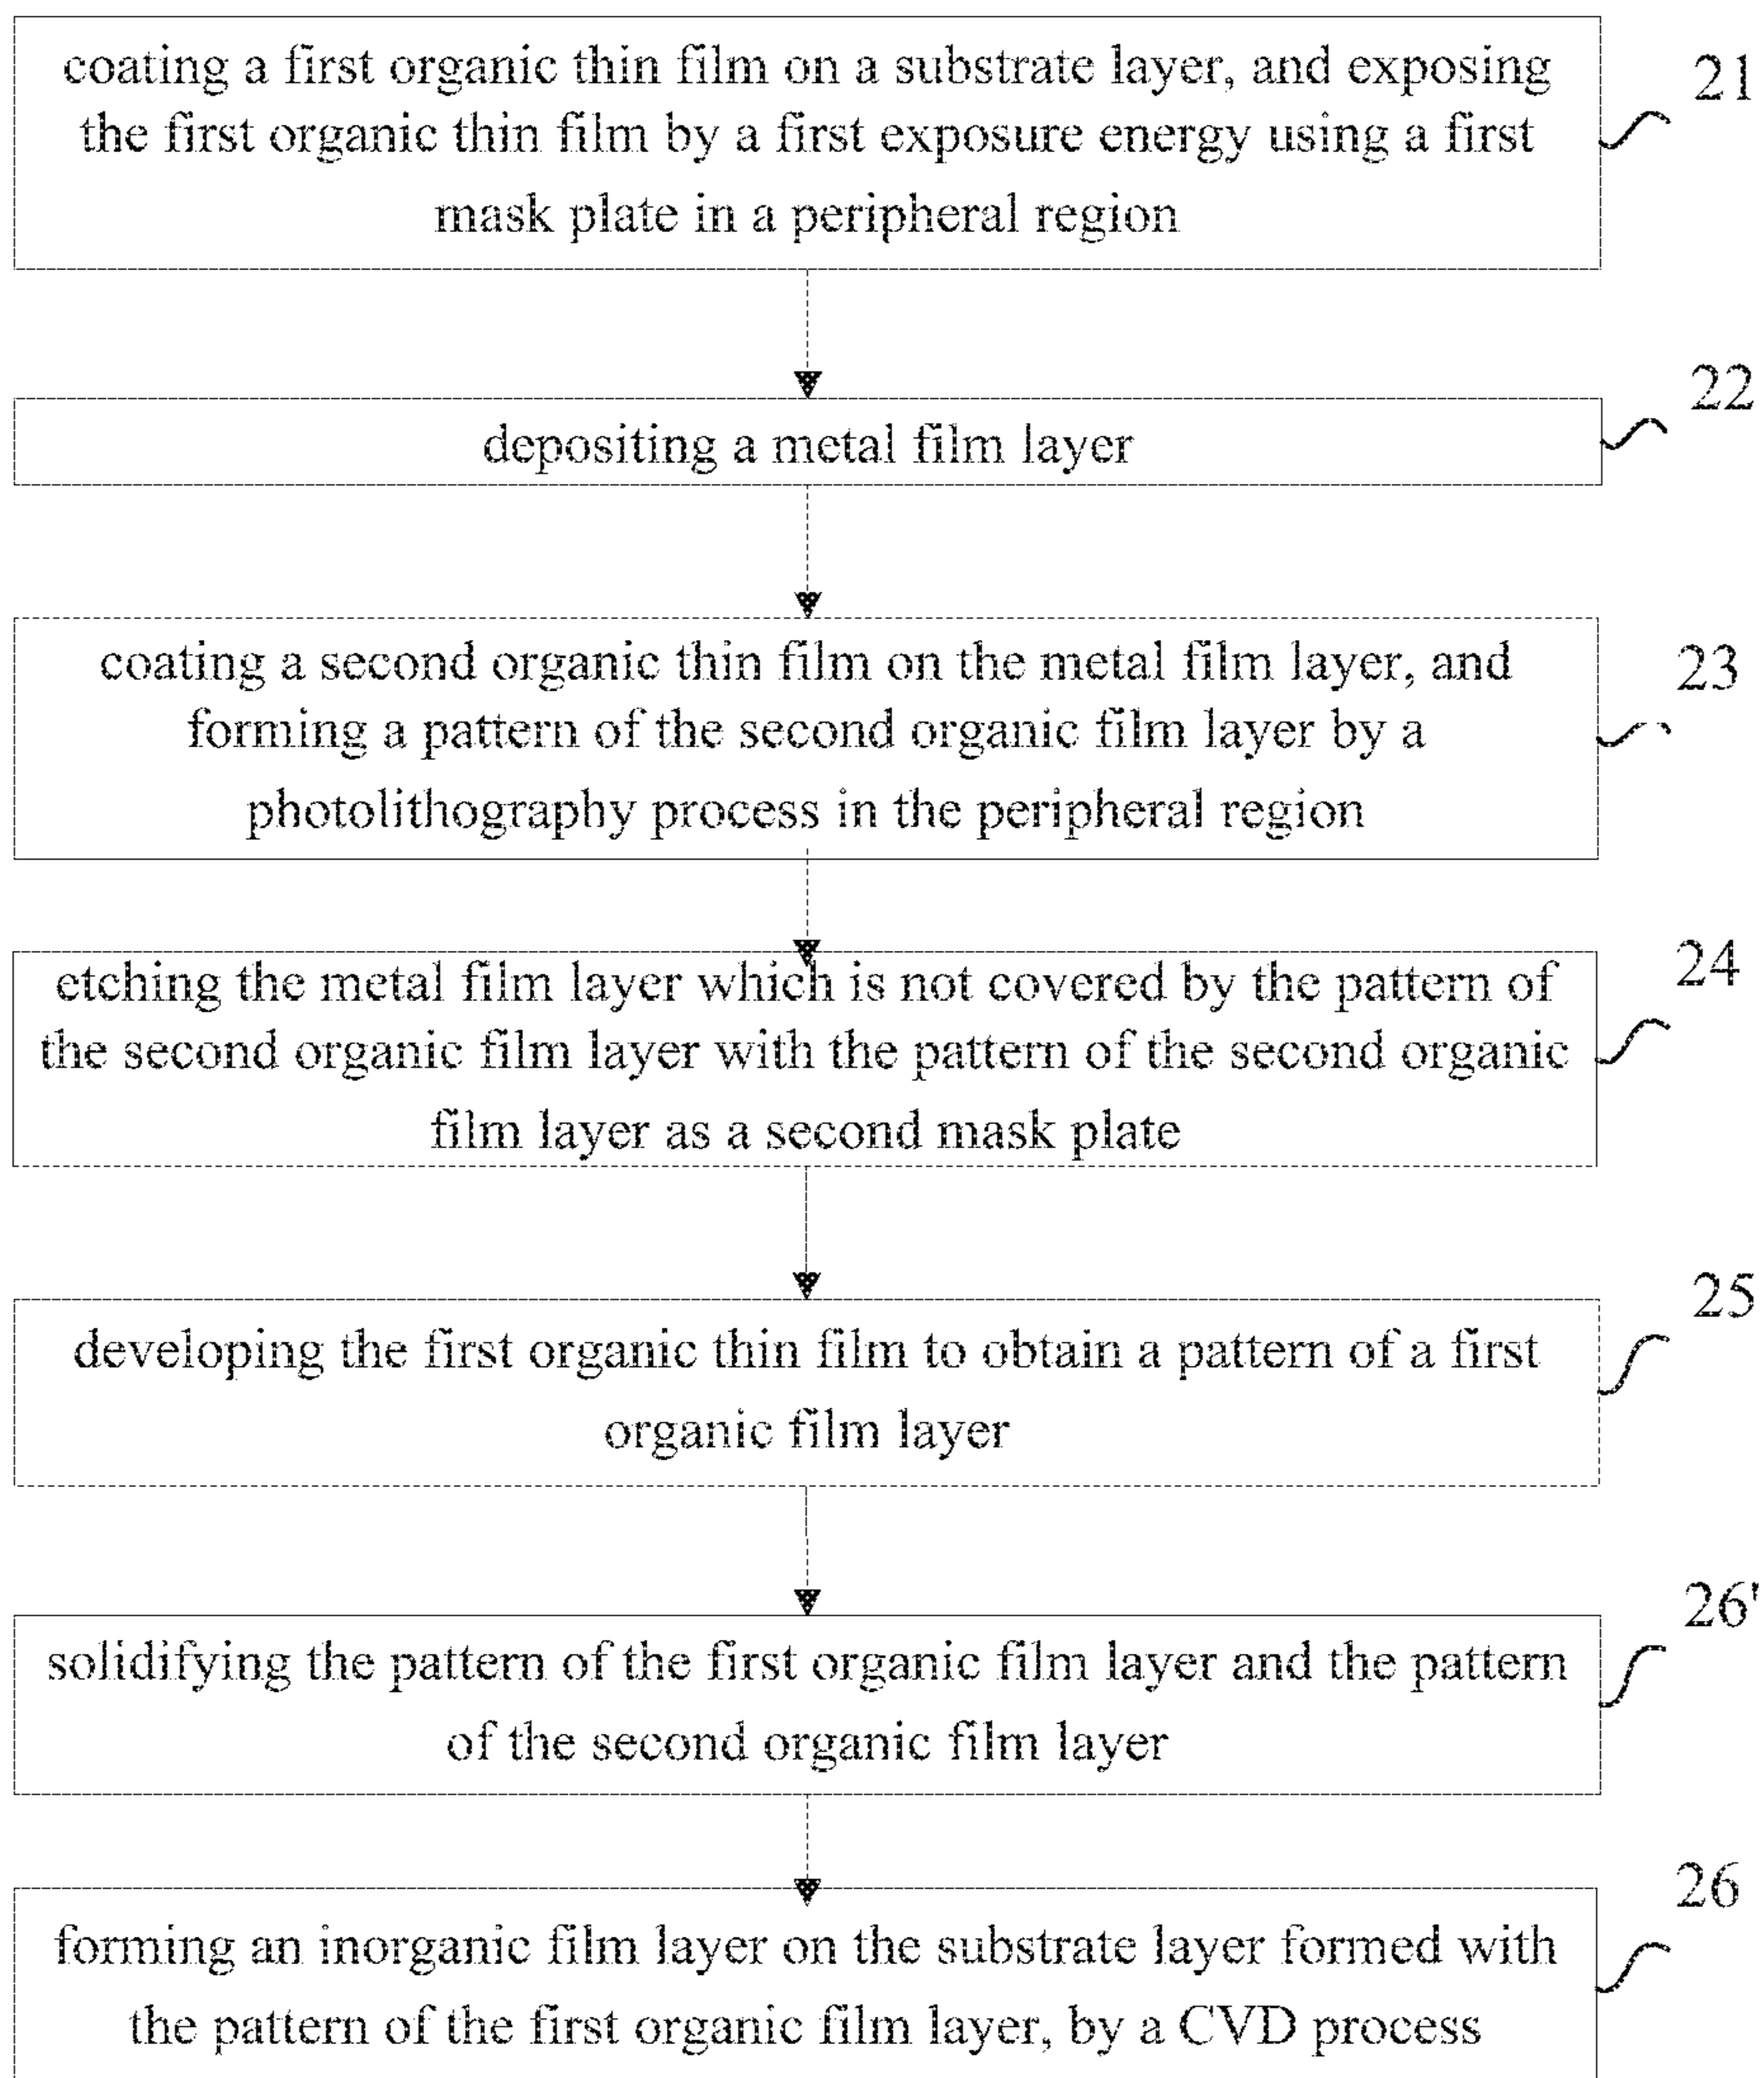 coating a first organic thin film on a substrate layer, and exposing
the first organic thin film by a first exposure energy using a first
mask plate in a peripheral region
21
depositing a metal film layer
22
coating a second organic thin film on the metal film layer, and
forming a pattern of the second organic film layer by a
photolithography process in the peripheral region
23
etching the metal film layer which is not covered by the pattern of
the second organic film layer with the pattern of the second organic
film layer as a second mask plate
24
developing the first organic thin film to obtain a pattern of a first
organic film layer
25
solidifying the pattern of the first organic film layer and the pattern
of the second organic film layer
26'
forming an inorganic film layer on the substrate layer formed with
the pattern of the first organic film layer, by a CVD process
26